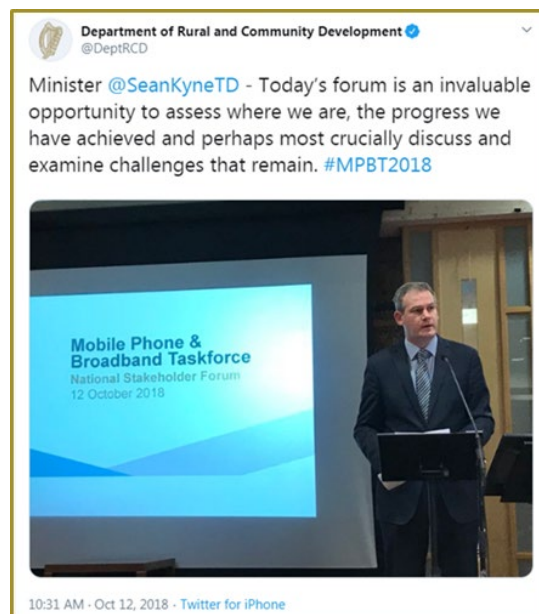 Department of Rural and Community Development
@DeptRCD
Minister @SeanKyneTD - Today's forum is an invaluable
opportunity to assess where we are, the progress we
have achieved and perhaps most crucially discuss and
examine challenges that remain. #MPBT2018
Mobile Phone &
Broadband Taskforce
National Stakeholder Forum
12 October 2018
10:31 AM · Oct 12, 2018 · Twitter for iPhone